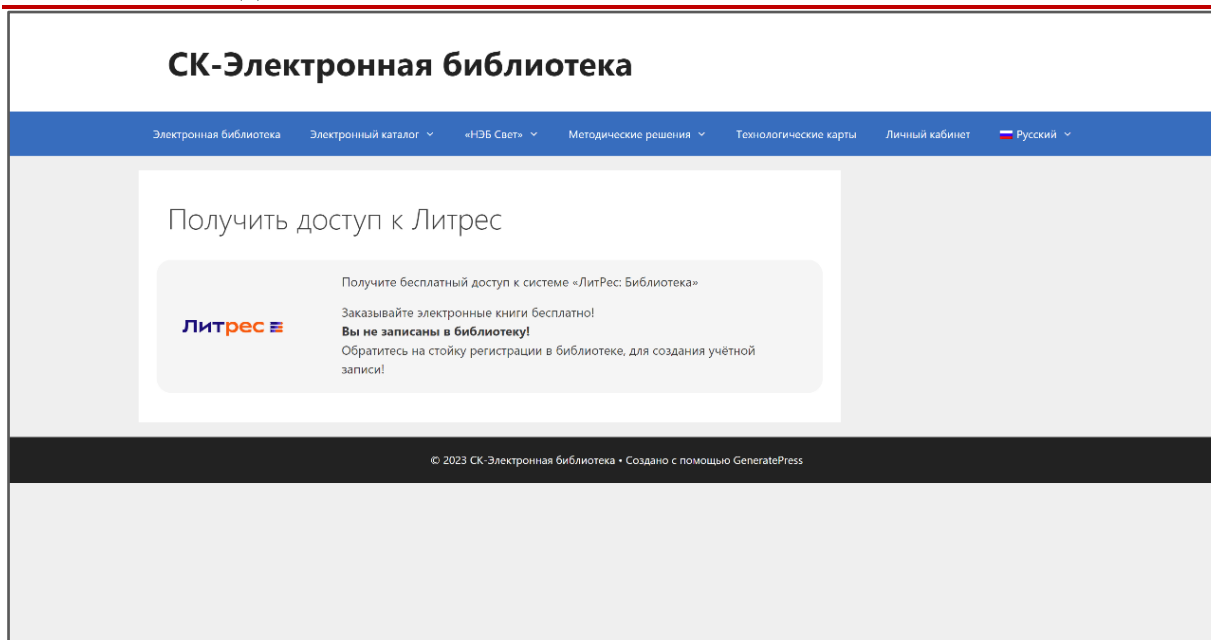 СК-Электронная библиотека
Электронная библиотека Электронный каталог «НЭБ Свет» Методические решения Технологические карты Личный кабинет Русский
Получить доступ к Литрес
Литрес
Получите бесплатный доступ к системе «ЛитРес: Библиотека»
Заказывайте электронные книги бесплатно!
Вы не записаны в библиотеку!
Обратитесь на стойку регистрации в библиотеке, для создания учётной
записи!
© 2023 СК-Электронная библиотека • Создано с помощью GeneratePress